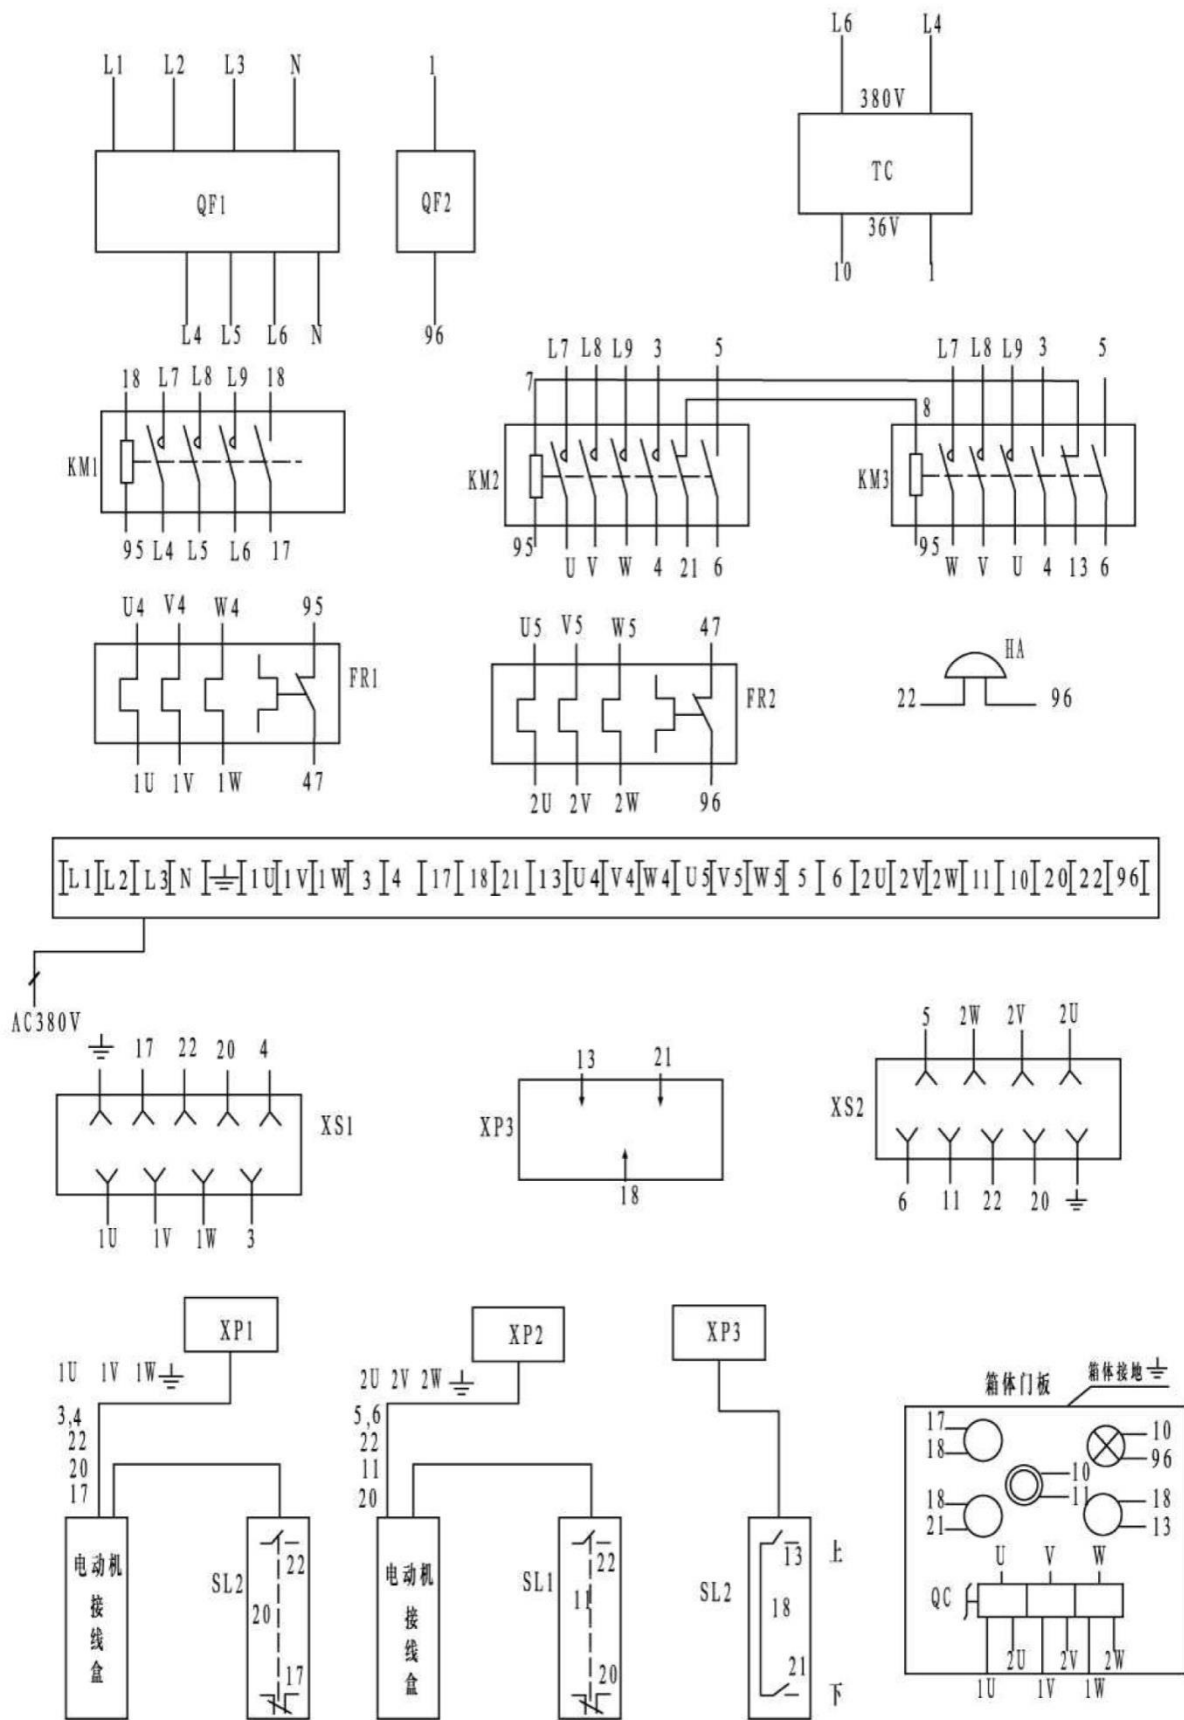 L6 L4
L1 L2 L3 N 1
380V
TC
36V
QF1 QF2
10 1
L4 L5 L6 N 96
18 L7 L8 L9 18
KM1
95 L4 L5 L6 17
7 L7 L8 L9 3 5
KM2
95 U V W 4 21 6
8 L7 L8 L9 3 5
KM3
95 W V U 4 13 6
U4 V4 W4 95
FR1
1U 1V 1W 47
U5 V5 W5 47
FR2
2U 2V 2W 96
HA
22 96
L1 L2 L3 N 1U 1V 1W 3 4 17 18 21 13 U4 V4 W4 U5 V5 W5 5 6 2U 2V 2W 11 10 20 22 96
AC380V
17 22 20 4
XS1
1U 1V 1W 3
13 21
XP3
18
5 2W 2V 2U
XS2
6 11 22 20
XP1
1U 1V 1W
3,4
22
20
17
电动机
接
线
盒
SL2
22
20
17
XP2
2U 2V 2W
5,6
22
11
20
电动机
接
线
盒
SL1
22
11
20
XP3
SL2
13 上
18
21 下
箱体门板 箱体接地
17 10
18 96
10
11
18 18
21 13
U V W
QC
2U 2V 2W
1U 1V 1W